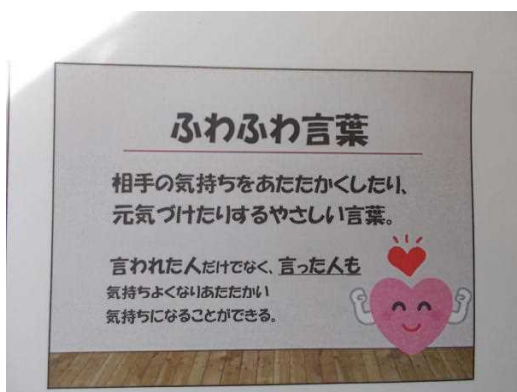 ふわふわ言葉
相手の気持ちをあたたかくしたり、
元気づけたりするやさしい言葉。
言われた人だけでなく、言った人も
気持ちよくなりあたたかい
気持ちになることができる。